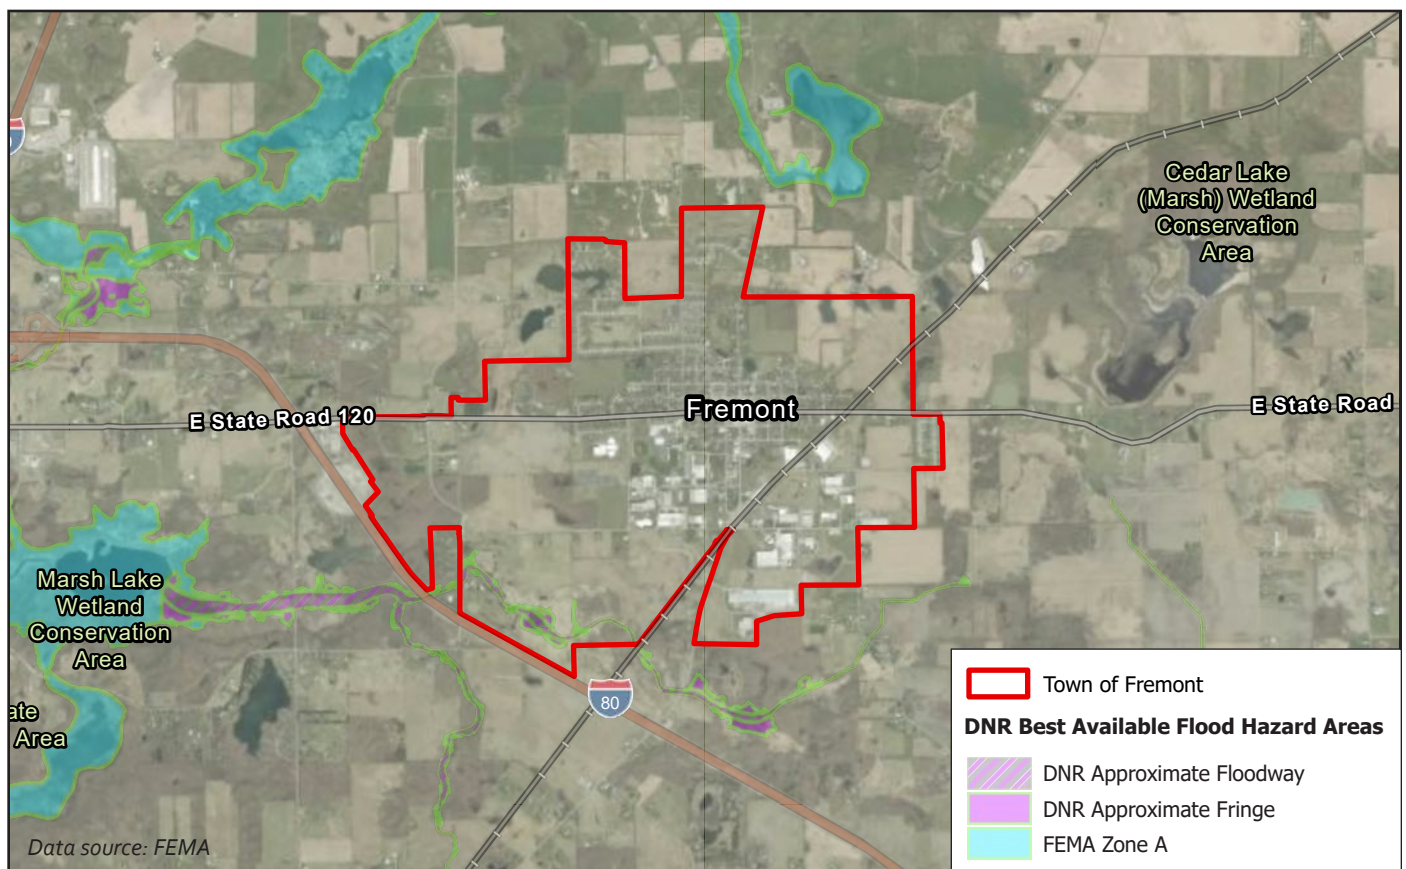 Cedar Lake
(Marsh) Wetland
Conservation
Area
E State Road 120
Fremont
E State Road
Marsh Lake
Wetland
Conservation
Area
ate
Area
80
Town of Fremont
DNR Best Available Flood Hazard Areas
DNR Approximate Floodway
DNR Approximate Fringe
FEMA Zone A
Data source: FEMA